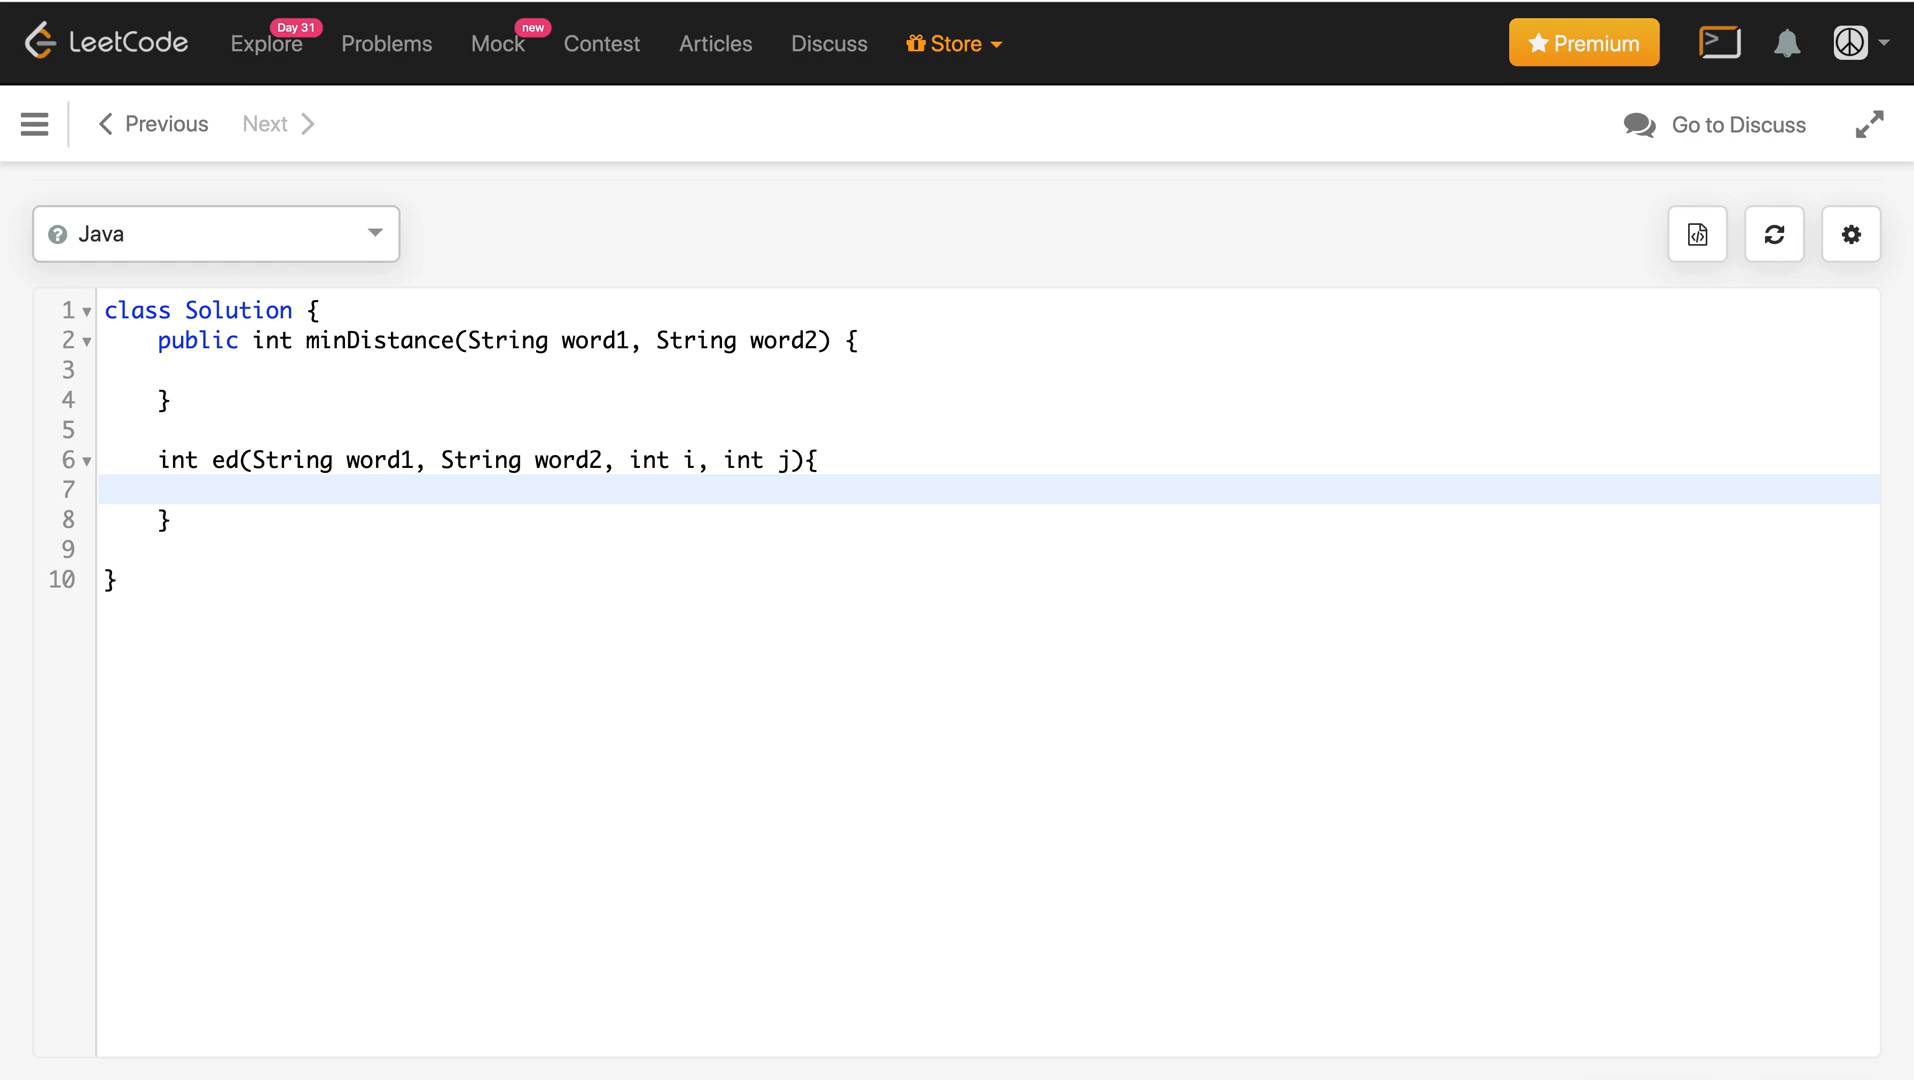 LeetCode Explore Day 31 Problems Mock new Contest Articles Discuss Store Premium
Previous Next Go to Discuss
Java
1 class Solution {
2     public int minDistance(String word1, String word2) {
3
4     }
5
6     int ed(String word1, String word2, int i, int j){
7
8     }
9
10 }